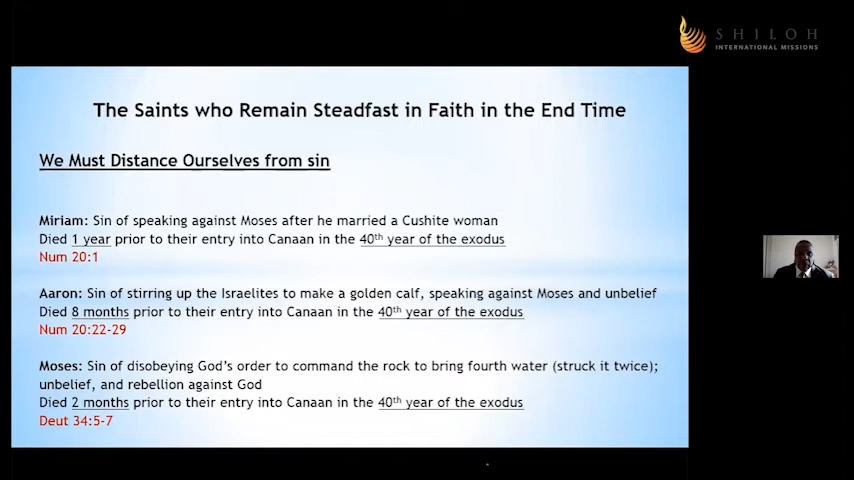 SHILOH
INTERNATIONAL MISSIONS
The Saints who Remain Steadfast in Faith in the End Time
We Must Distance Ourselves from sin
Miriam: Sin of speaking against Moses after he married a Cushite woman
Died 1 year prior to their entry into Canaan in the 40th year of the exodus
Num 20:1
Aaron: Sin of stirring up the Israelites to make a golden calf, speaking against Moses and unbelief
Died 8 months prior to their entry into Canaan in the 40th year of the exodus
Num 20:22-29
Moses: Sin of disobeying God's order to command the rock to bring fourth water (struck it twice);
unbelief, and rebellion against God
Died 2 months prior to their entry into Canaan in the 40th year of the exodus
Deut 34:5-7